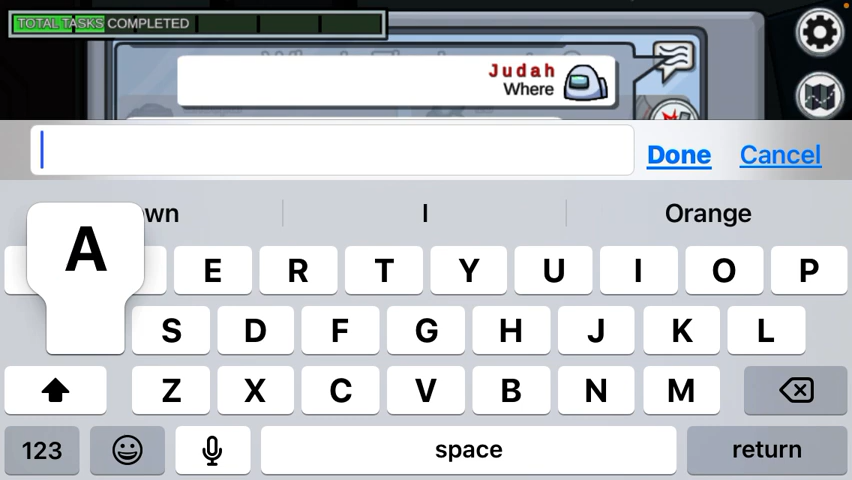 TOTAL TASKS COMPLETED
Judah
Where
Done
Cancel
I
Orange
A
E R T Y U I O P
S D F G H J K L
Z X C V B N M
123
space
return